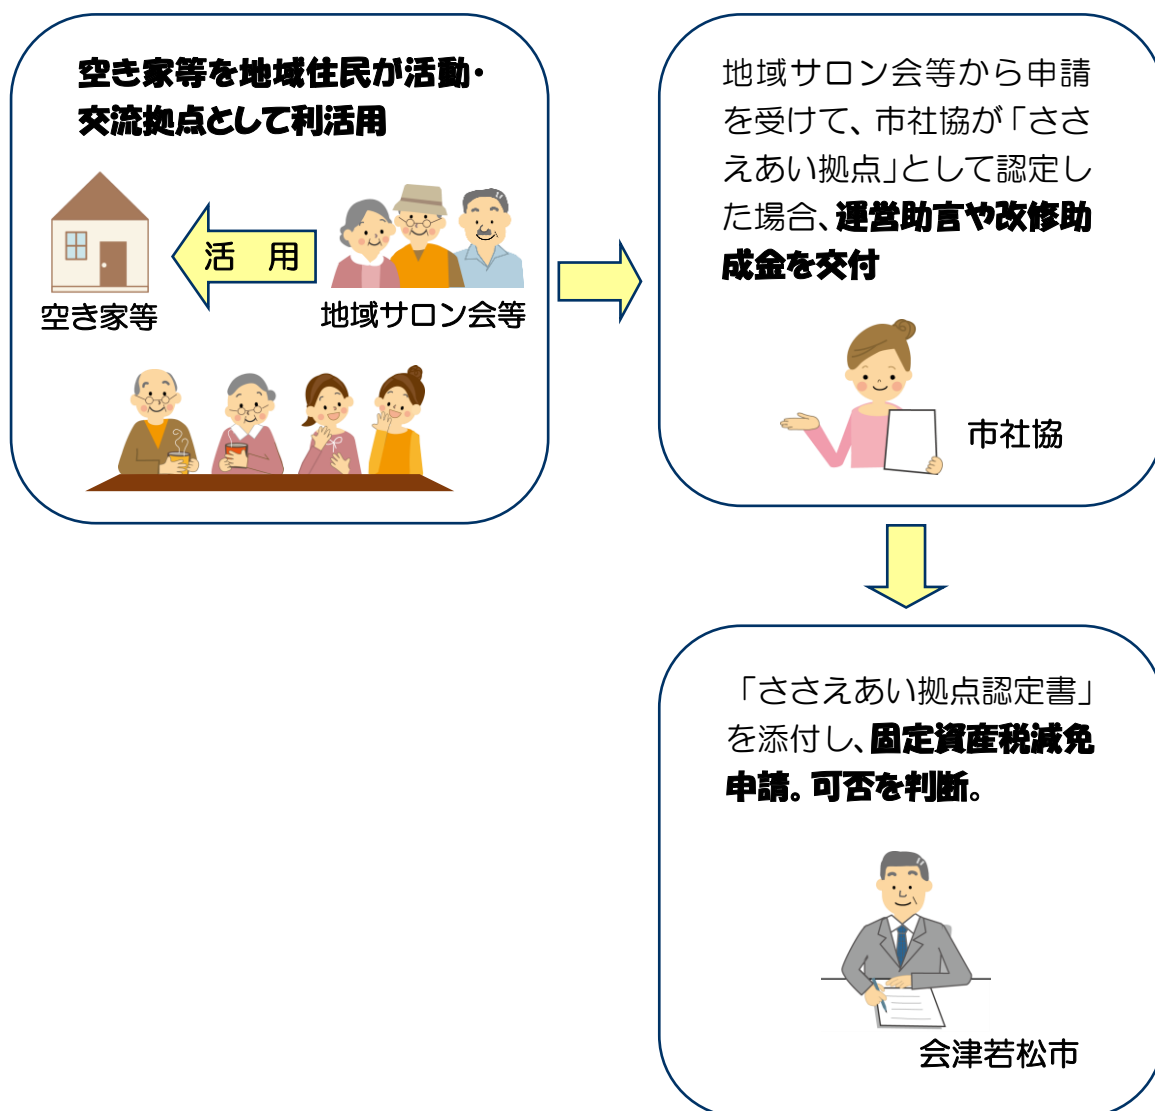 空き家等を地域住民が活動・
交流拠点として利活用
活　用
空き家等
地域サロン会等
地域サロン会等から申請
を受けて、市社協が「ささ
えあい拠点」として認定し
た場合、運営助言や改修助
成金を交付
市社協
「ささえあい拠点認定書」
を添付し、固定資産税減免
申請。可否を判断。
会津若松市